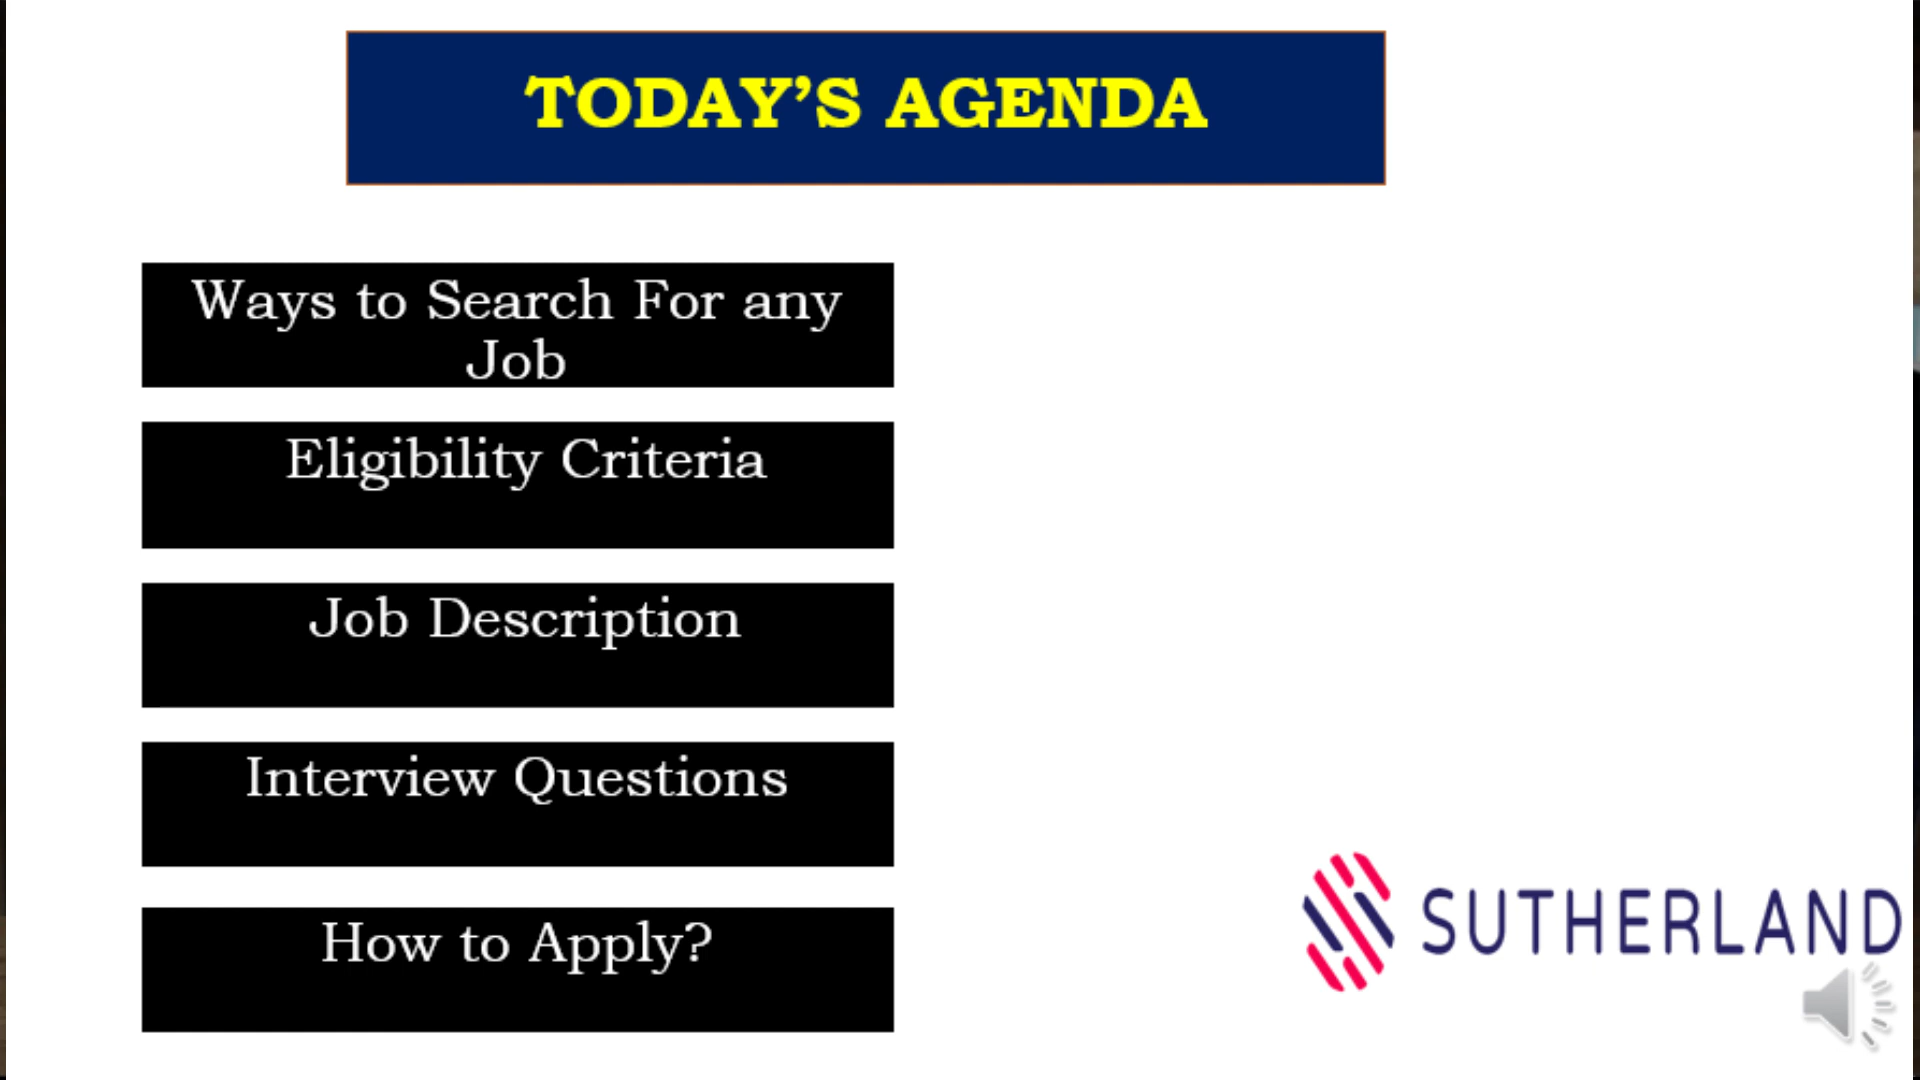 TODAY’S AGENDA
Ways to Search For any
Job
Eligibility Criteria
Job Description
Interview Questions
How to Apply?
SUTHERLAND